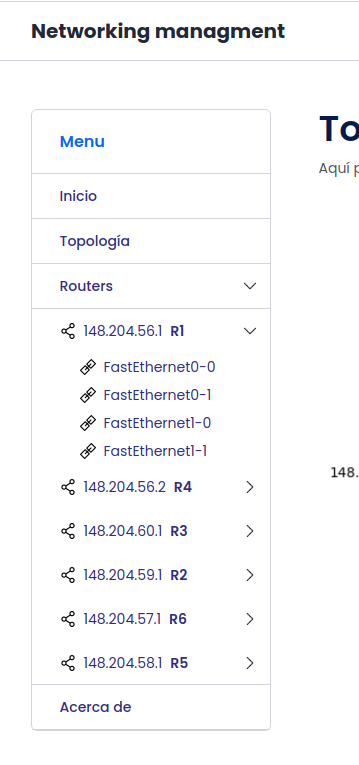 Networking managment
To
Aquí p
Menu
Inicio
Topología
Routers
148.204.56.1 R1
FastEthernet0-0
FastEthernet0-1
FastEthernet1-0
FastEthernet1-1
148.
148.204.56.2 R4
148.204.60.1 R3
148.204.59.1 R2
148.204.57.1 R6
148.204.58.1 R5
Acerca de